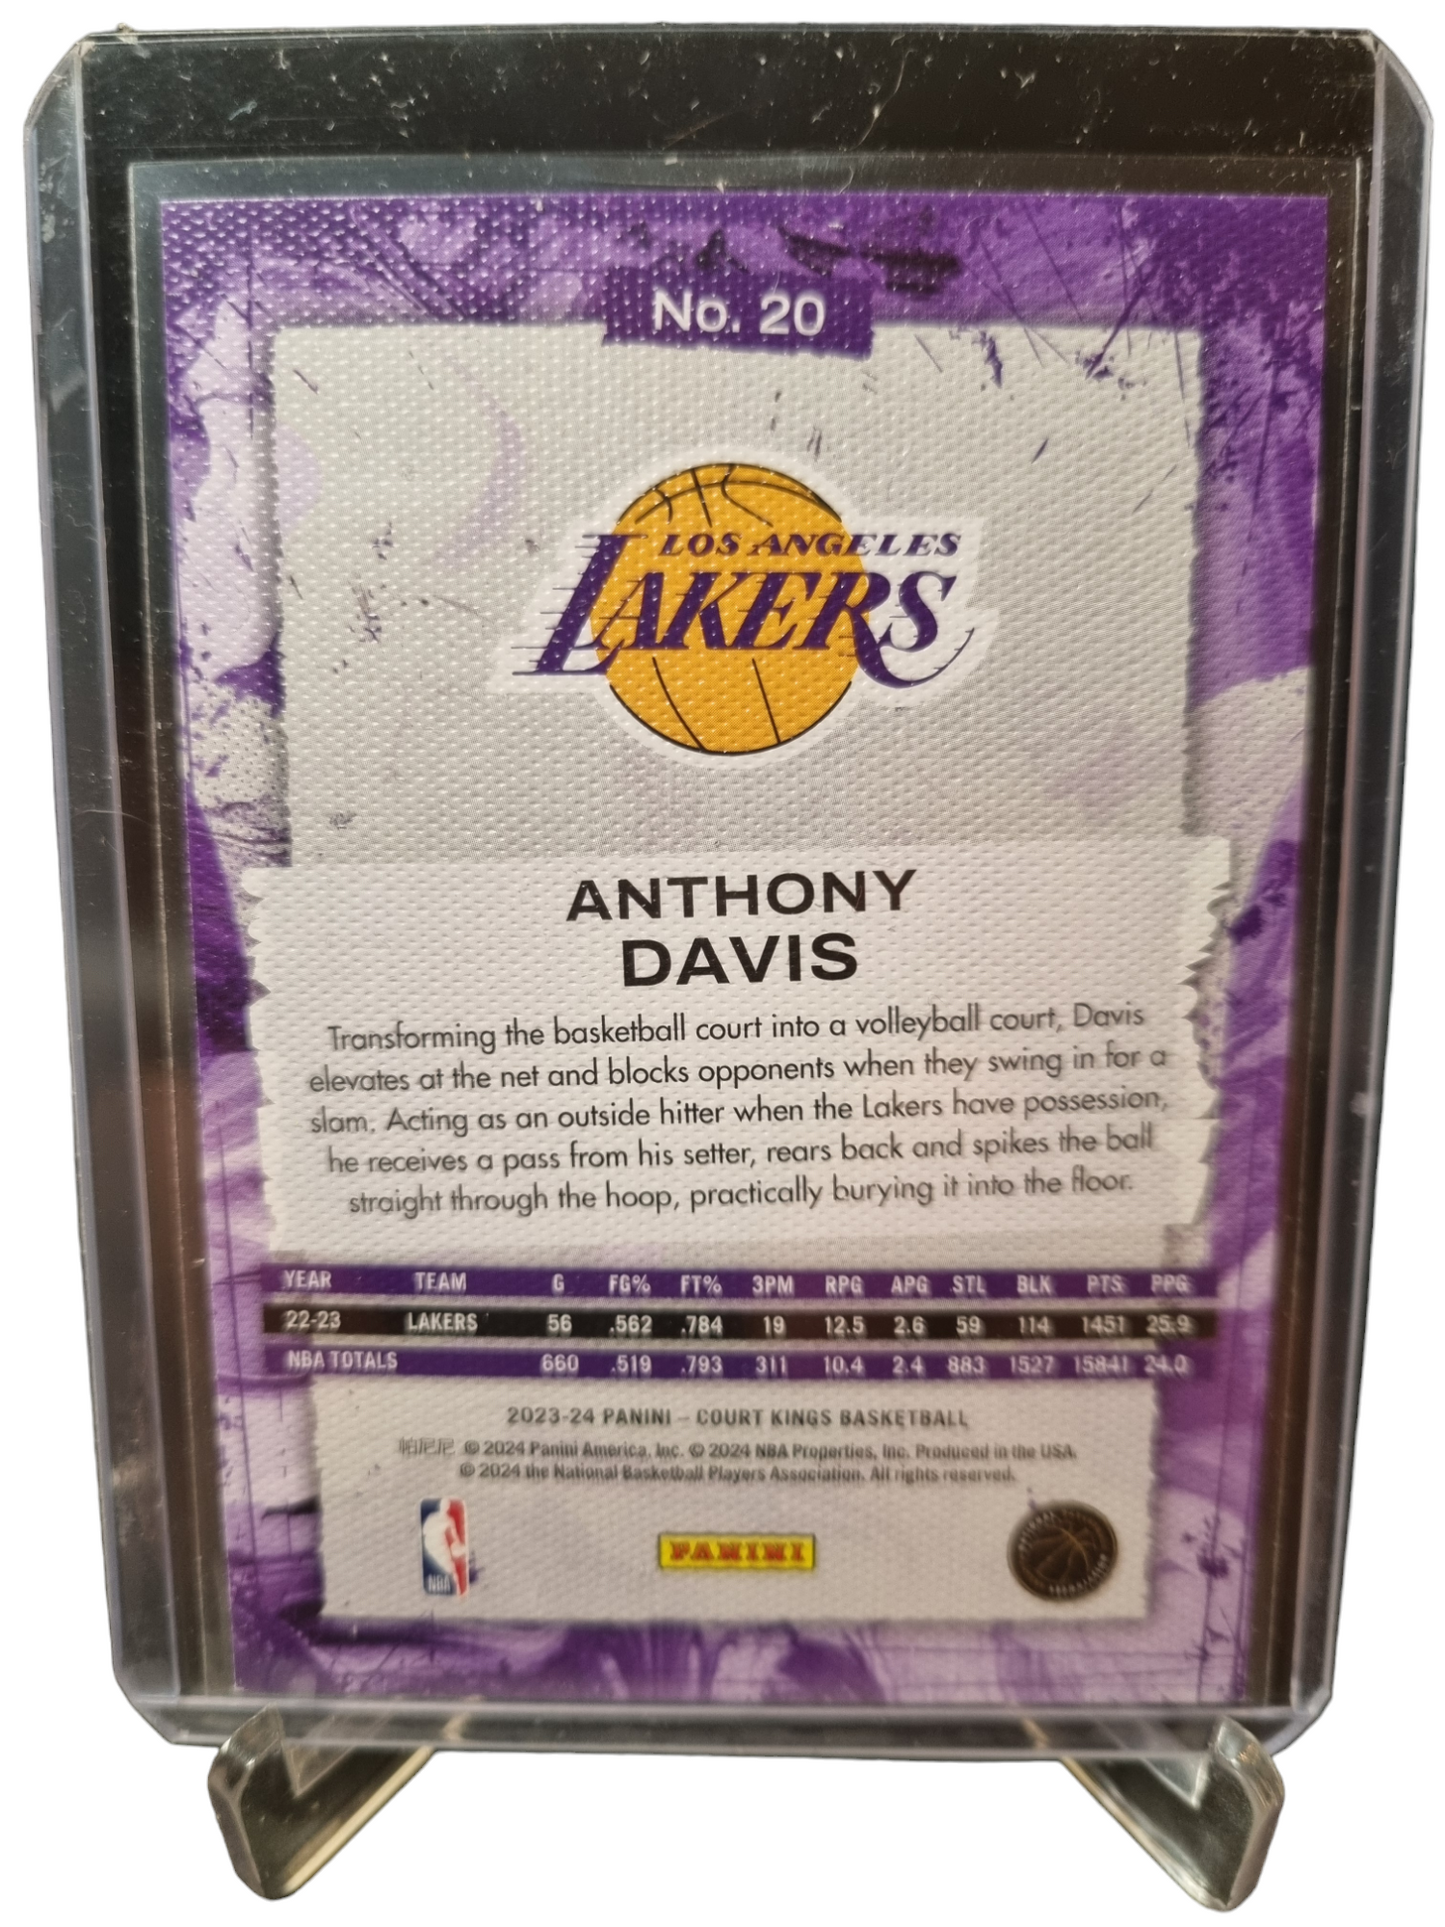 No. 20
LOS ANGELES
LAKERS
ANTHONY
DAVIS
Transforming the basketball court into a volleyball court, Davis
elevates at the net and blocks opponents when they swing in for a
slam. Acting as an outside hitter when the Lakers have possession,
he receives a pass from his setter, rears back and spikes the ball
straight through the hoop, practically burying it into the floor.
YEAR TEAM G FG% FT% 3PM RPG APG STL BLK PTS PPG
22-23 LAKERS 56 .562 .784 19 12.5 2.6 59 114 1451 25.9
NBA TOTALS 660 .519 .793 311 10.4 2.4 883 1527 15841 24.0
2023-24 PANINI – COURT KINGS BASKETBALL
帕尼尼 © 2024 Panini America, Inc. © 2024 NBA Properties, Inc. Produced in the USA.
© 2024 the National Basketball Players Association. All rights reserved.
NBA
PANINI